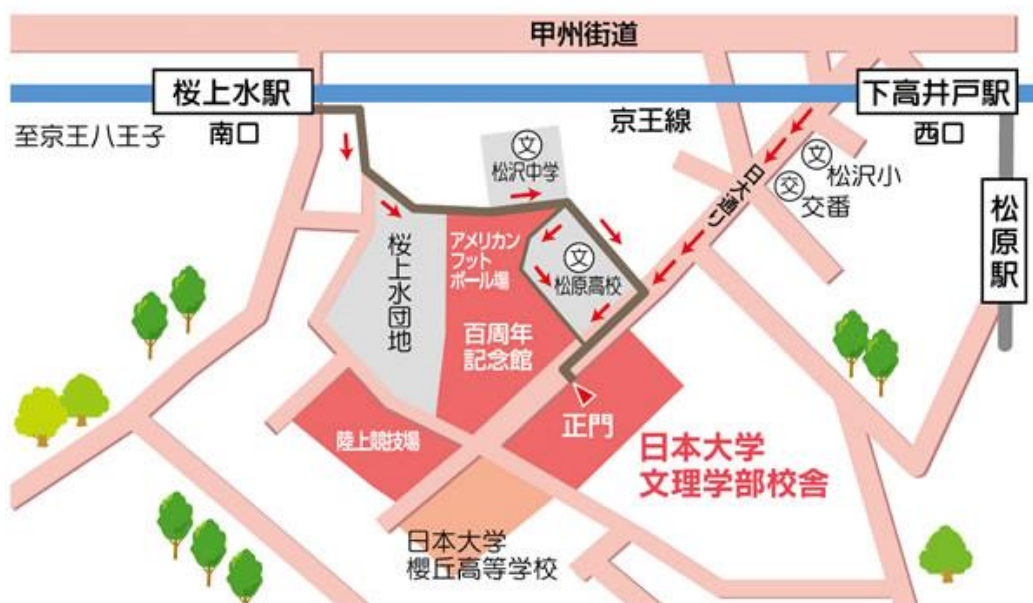 甲州街道
桜上水駅
下高井戸駅
至京王八王子
南口
京王線
西口
文
松沢中学
日大通り
文
松沢小
交
交番
松原駅
桜上水団地
アメリカン
フット
ボール場
文
松原高校
百周年
記念館
正門
陸上競技場
日本大学
文理学部校舎
日本大学
櫻丘高等学校